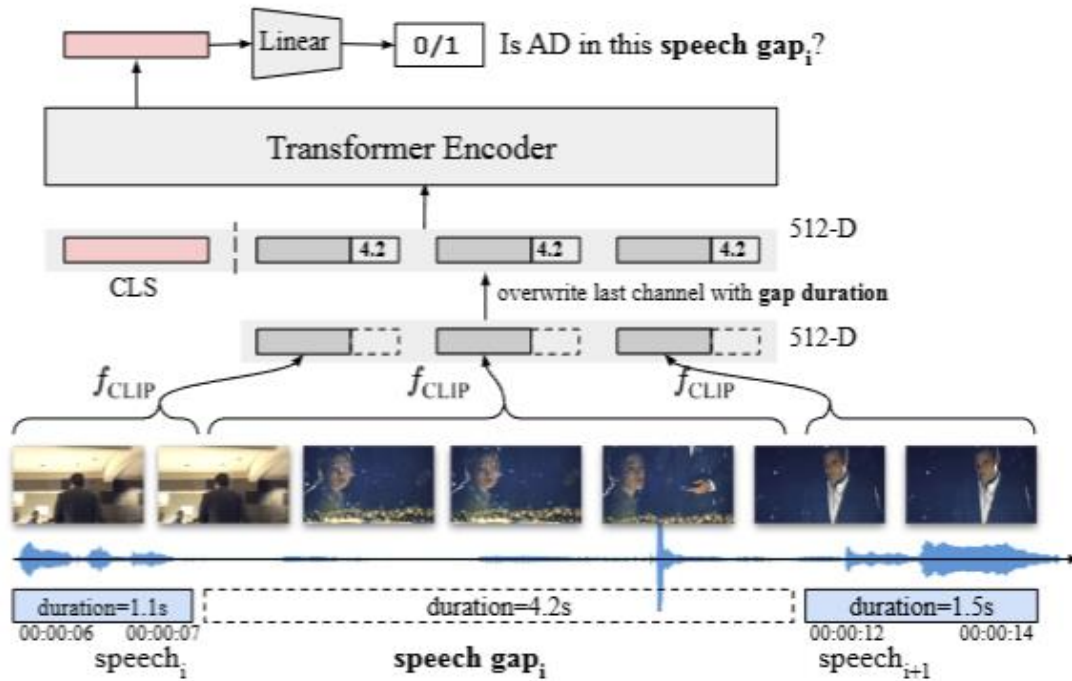 Linear
0/1
Is AD in this speech gap_i?
Transformer Encoder
512-D
4.2
4.2
4.2
CLS
overwrite last channel with gap duration
512-D
f_CLIP
f_CLIP
f_CLIP
duration=1.1s
duration=4.2s
duration=1.5s
00:00:06
00:00:07
00:00:12
00:00:14
speech_i
speech gap_i
speech_i+1